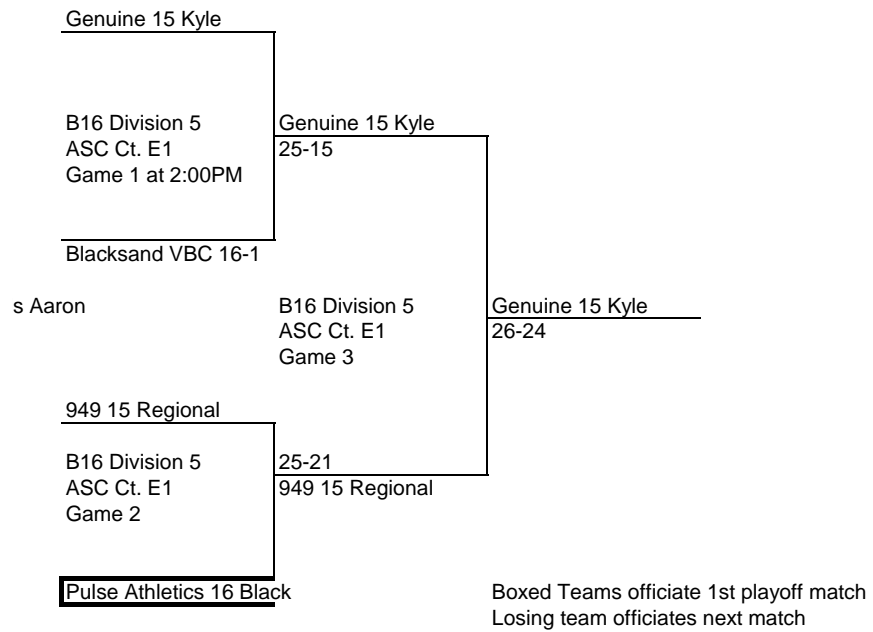 Genuine 15 Kyle
B16 Division 5
ASC Ct. E1
Game 1 at 2:00PM
Genuine 15 Kyle
25-15
Blacksand VBC 16-1
s Aaron
B16 Division 5
ASC Ct. E1
Game 3
Genuine 15 Kyle
26-24
949 15 Regional
B16 Division 5
ASC Ct. E1
Game 2
25-21
949 15 Regional
Pulse Athletics 16 Black
Boxed Teams officiate 1st playoff match
Losing team officiates next match